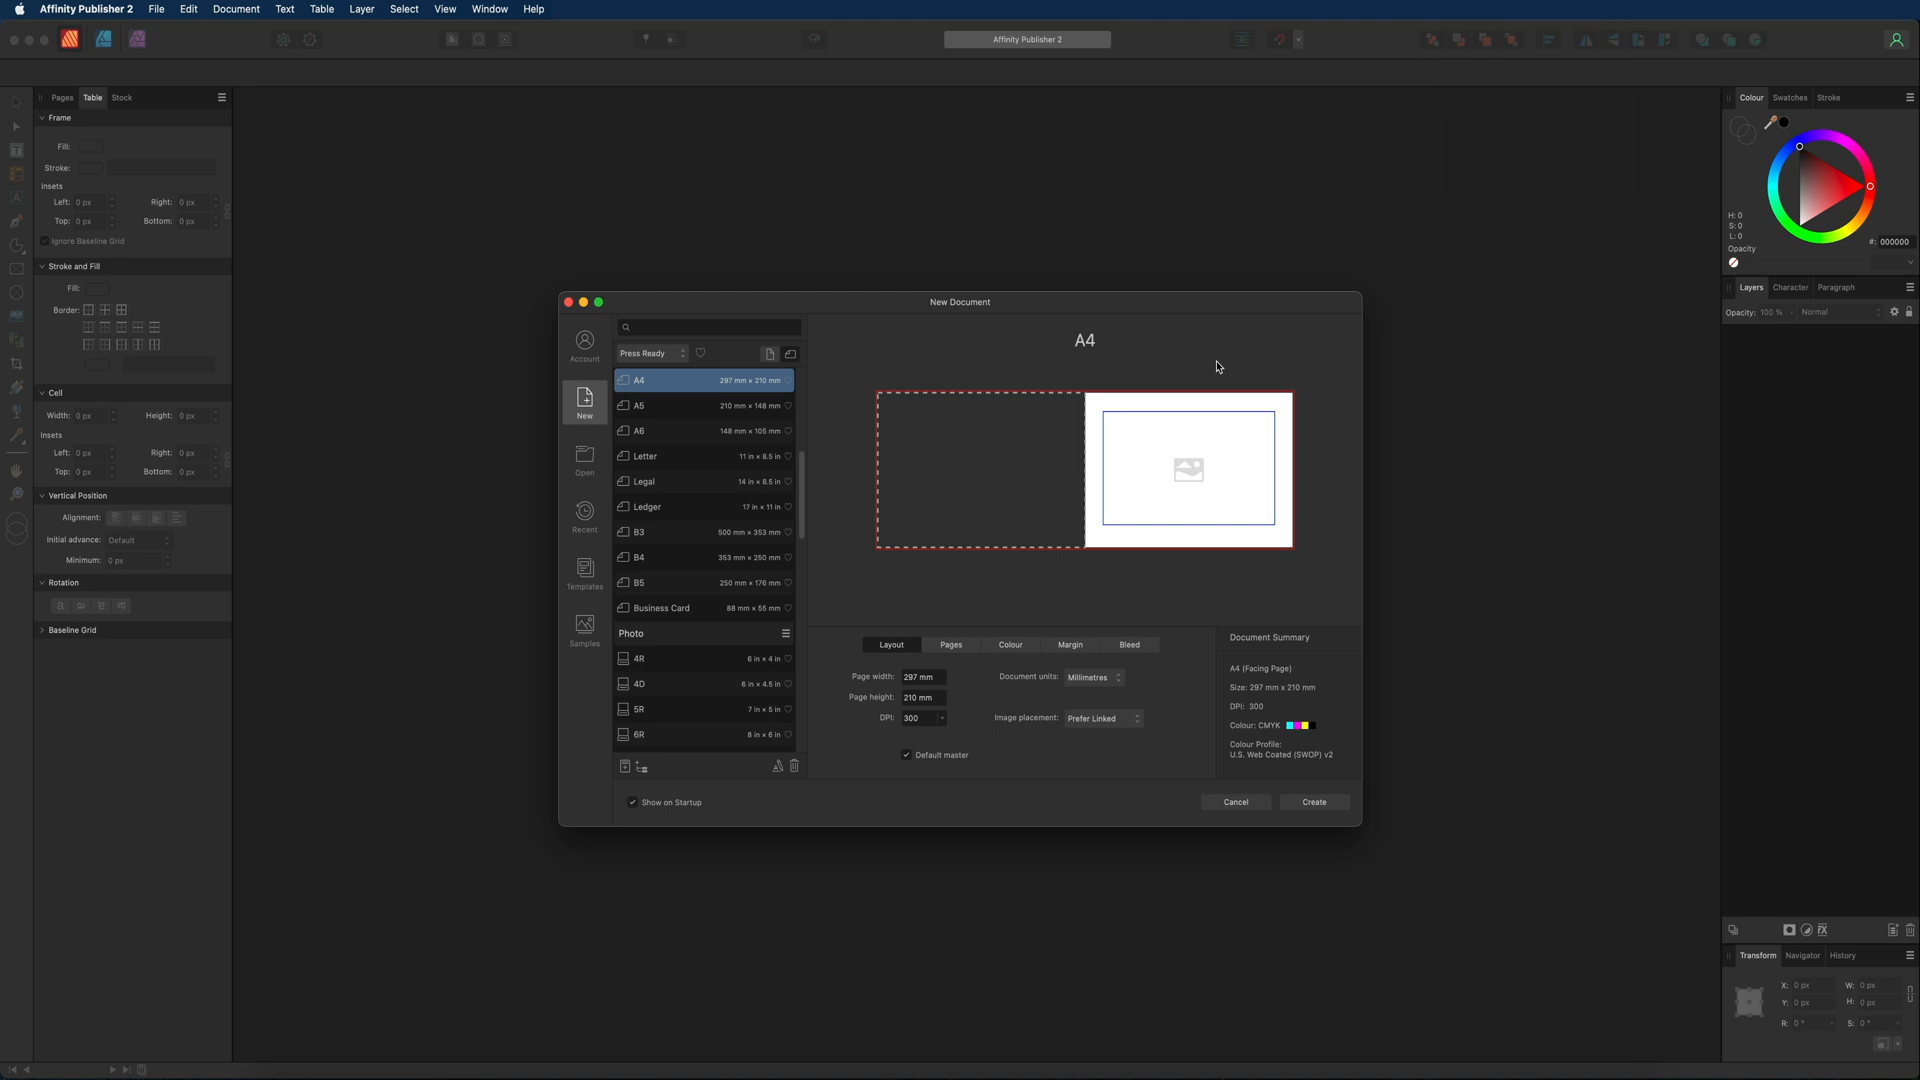 Affinity Publisher 2 File Edit Document Text Table Layer Select View Window Help
Affinity Publisher 2
Pages Table Stock
Frame
Fill:
Stroke:
Insets
Left: 0 px Right: 0 px
Top: 0 px Bottom: 0 px
Ignore Baseline Grid
Stroke and Fill
Fill:
Border:
Cell
Width: 0 px Height: 0 px
Insets
Left: 0 px Right: 0 px
Top: 0 px Bottom: 0 px
Vertical Position
Alignment:
Initial advance: Default
Minimum: 0 px
Rotation
Baseline Grid
New Document
Account
New
Open
Recent
Templates
Samples
Press Ready
A4 297 mm × 210 mm
A5 210 mm × 148 mm
A6 148 mm × 105 mm
Letter 11 in × 8.5 in
Legal 14 in × 8.5 in
Ledger 17 in × 11 in
B3 500 mm × 353 mm
B4 353 mm × 250 mm
B5 250 mm × 176 mm
Business Card 88 mm × 55 mm
Photo
4R 6 in × 4 in
4D 6 in × 4.5 in
5R 7 in × 5 in
6R 8 in × 6 in
Show on Startup
A4
Layout Pages Colour Margin Bleed
Page width: 297 mm Document units: Millimetres
Page height: 210 mm
DPI: 300 Image placement: Prefer Linked
Default master
Document Summary
A4 (Facing Page)
Size: 297 mm x 210 mm
DPI: 300
Colour: CMYK
Colour Profile:
U.S. Web Coated (SWOP) v2
Cancel Create
Colour Swatches Stroke
H: 0
S: 0
L: 0
#: 000000
Opacity
Layers Character Paragraph
Opacity: 100 % Normal
Transform Navigator History
X: 0 px W: 0 px
Y: 0 px H: 0 px
R: 0 ° S: 0 °